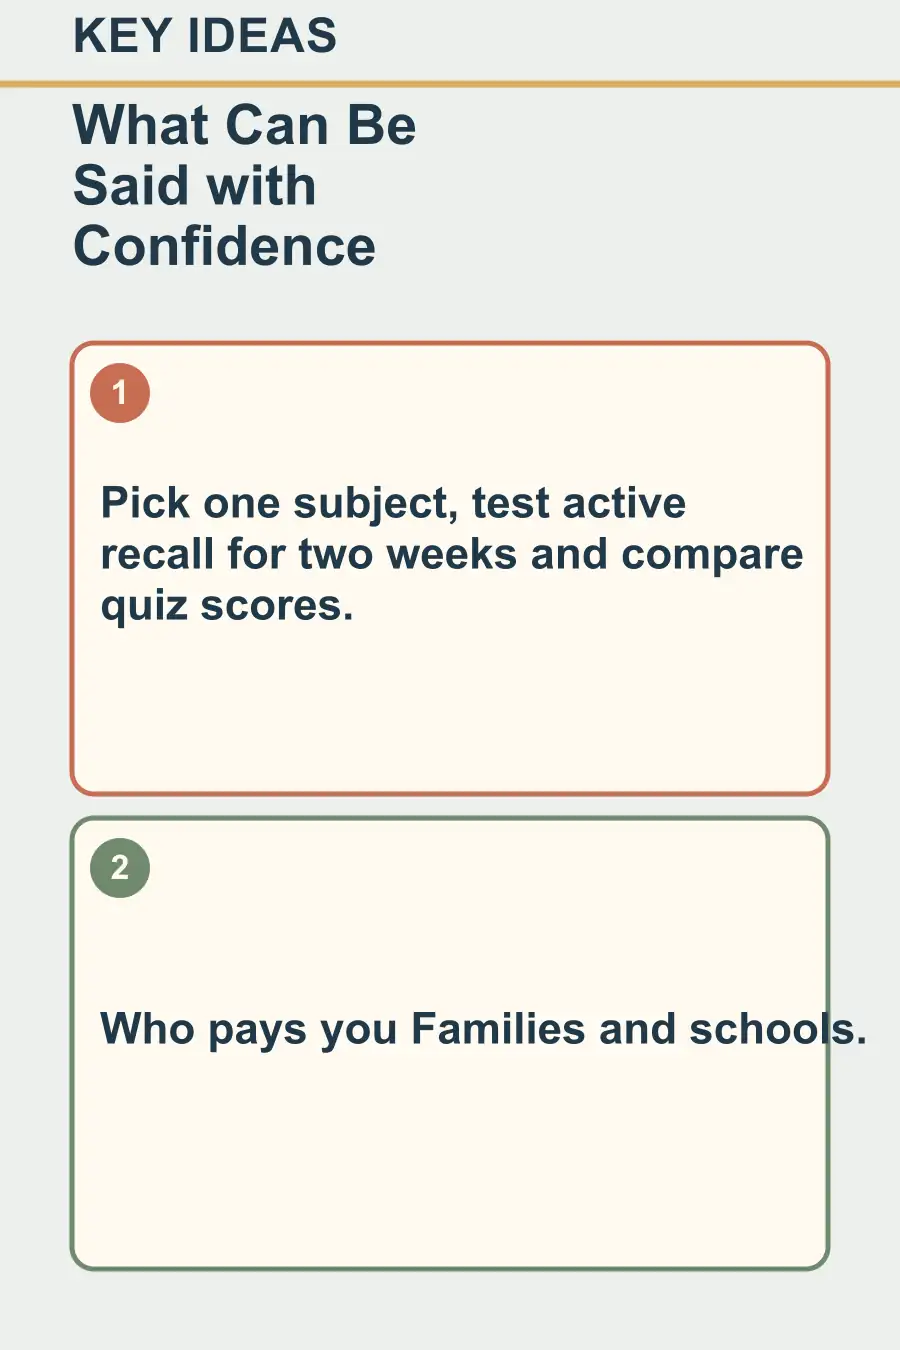 KEY IDEAS
What Can Be
Said with
Confidence
1
Pick one subject, test active
recall for two weeks and compare
quiz scores.
2
Who pays you Families and schools.